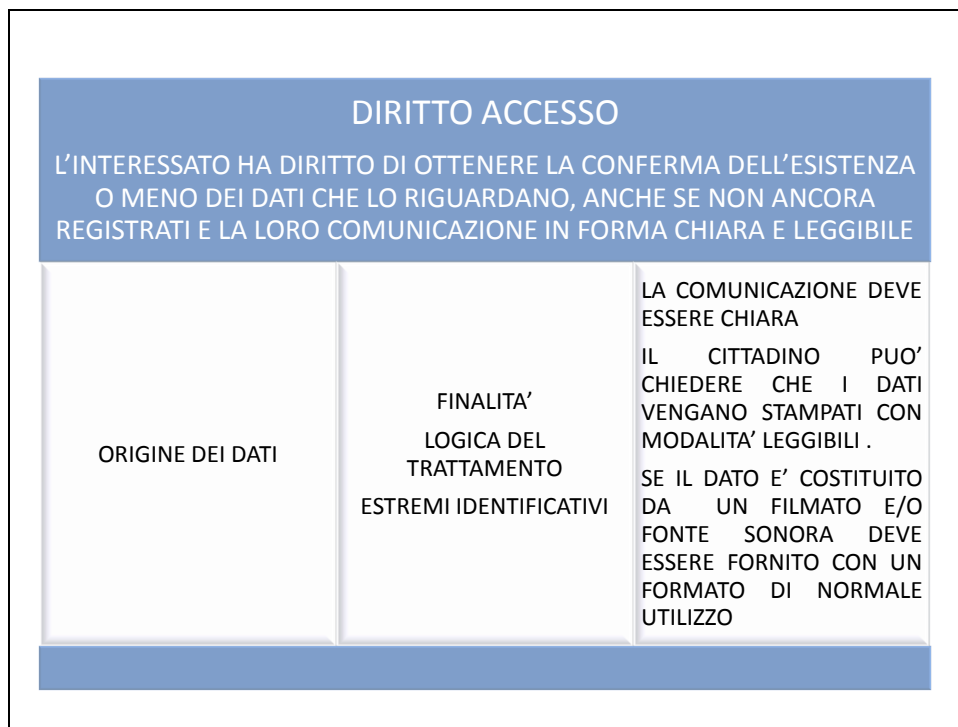 DIRITTO ACCESSO
L’INTERESSATO HA DIRITTO DI OTTENERE LA CONFERMA DELL’ESISTENZA
O MENO DEI DATI CHE LO RIGUARDANO, ANCHE SE NON ANCORA
REGISTRATI E LA LORO COMUNICAZIONE IN FORMA CHIARA E LEGGIBILE
ORIGINE DEI DATI
FINALITA’
LOGICA DEL
TRATTAMENTO
ESTREMI IDENTIFICATIVI
LA COMUNICAZIONE DEVE
ESSERE CHIARA
IL CITTADINO PUO’
CHIEDERE CHE I DATI
VENGANO STAMPATI CON
MODALITA’ LEGGIBILI .
SE IL DATO E’ COSTITUITO
DA UN FILMATO E/O
FONTE SONORA DEVE
ESSERE FORNITO CON UN
FORMATO DI NORMALE
UTILIZZO